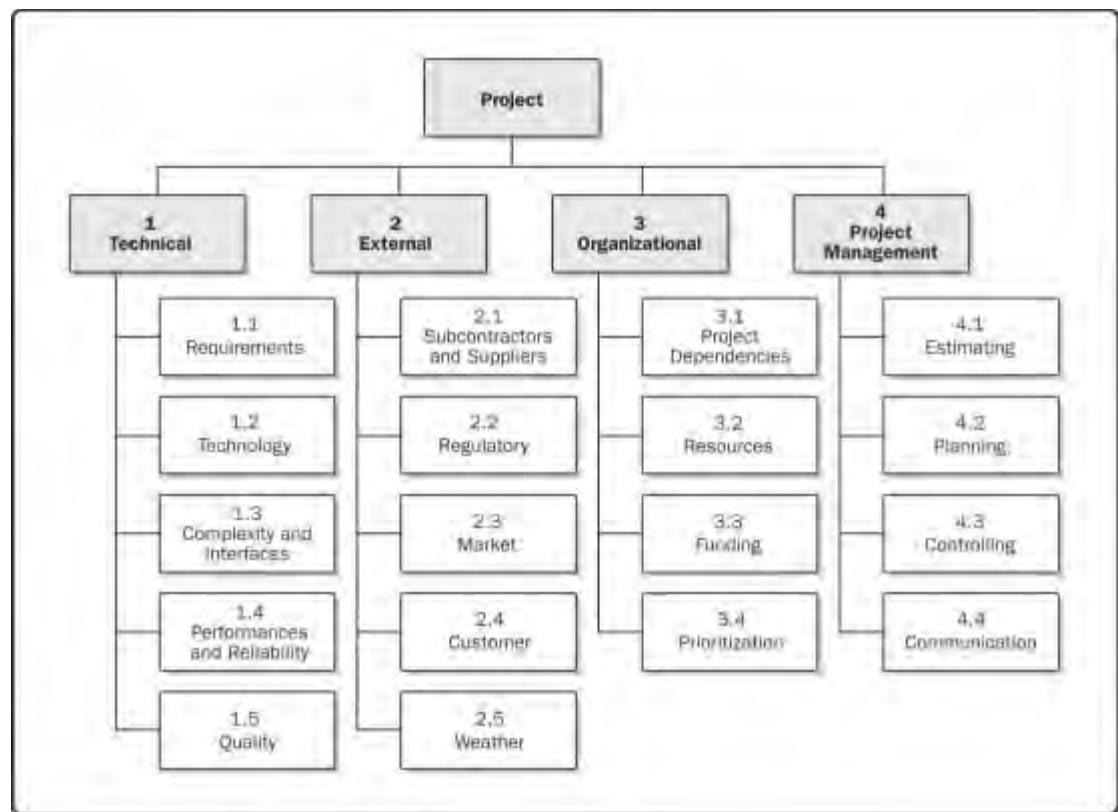 Project
1
Technical
2
External
3
Organizational
4
Project
Management
1.1
Requirements
1.2
Technology
1.3
Complexity and
Interfaces
1.4
Performances
and Reliability
1.5
Quality
2.1
Subcontractors
and Suppliers
2.2
Regulatory
2.3
Market
2.4
Customer
2.5
Weather
3.1
Project
Dependencies
3.2
Resources
3.3
Funding
3.4
Prioritization
4.1
Estimating
4.2
Planning
4.3
Controlling
4.4
Communication